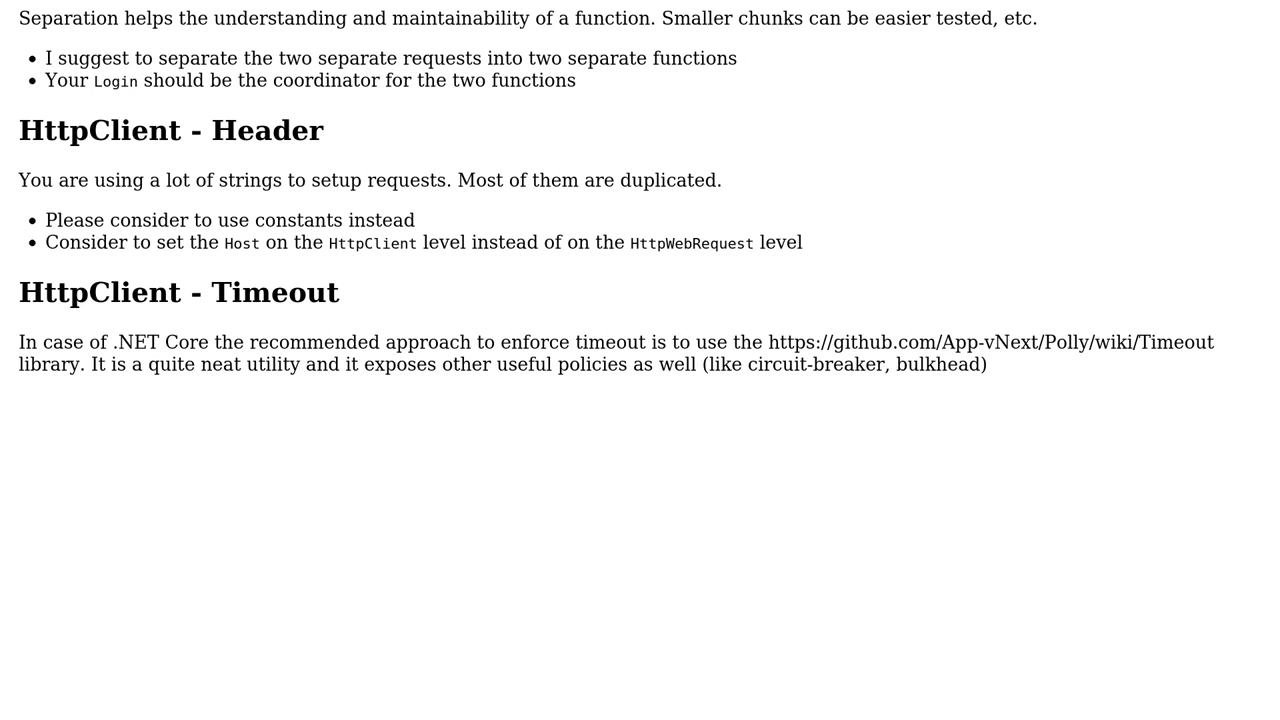 Separation helps the understanding and maintainability of a function. Smaller chunks can be easier tested, etc.
• I suggest to separate the two separate requests into two separate functions
• Your Login should be the coordinator for the two functions
HttpClient - Header
You are using a lot of strings to setup requests. Most of them are duplicated.
• Please consider to use constants instead
• Consider to set the Host on the HttpClient level instead of on the HttpWebRequest level
HttpClient - Timeout
In case of .NET Core the recommended approach to enforce timeout is to use the https://github.com/App-vNext/Polly/wiki/Timeout
library. It is a quite neat utility and it exposes other useful policies as well (like circuit-breaker, bulkhead)